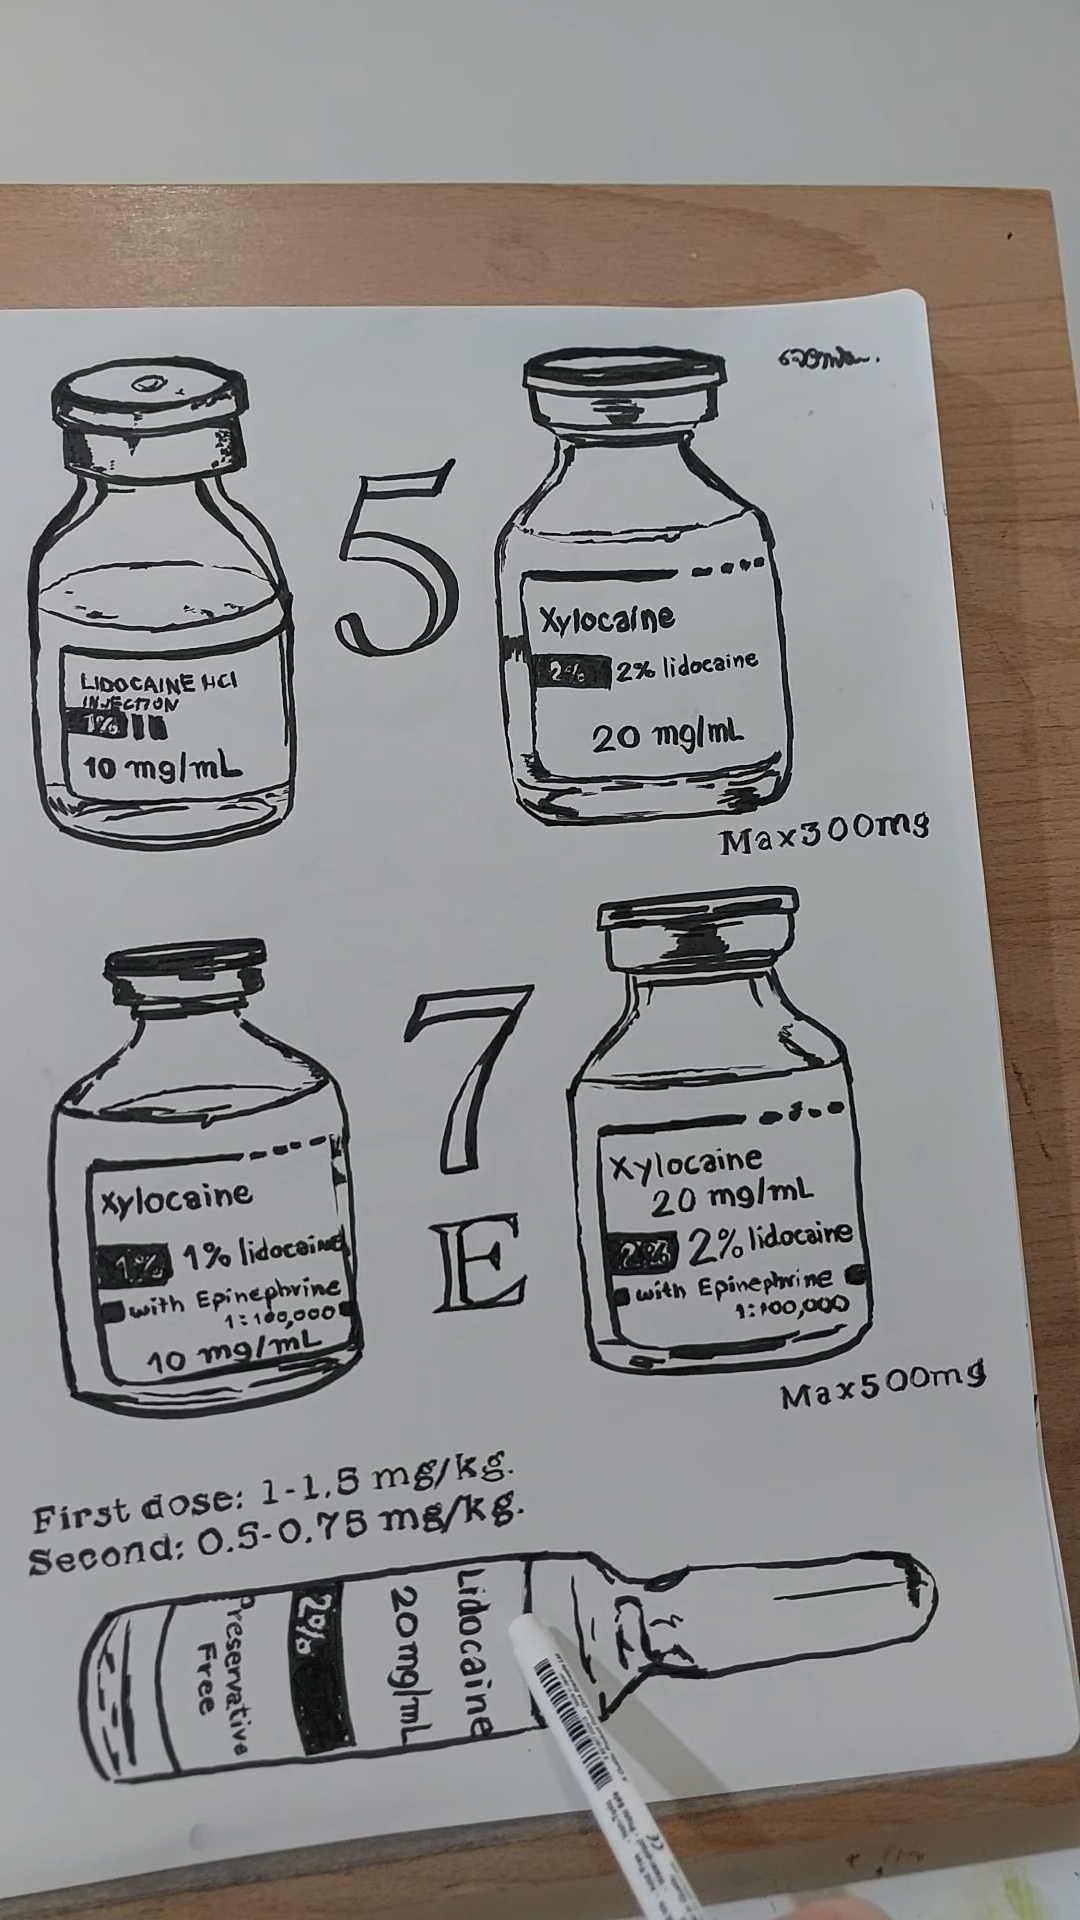 LIDOCAINE HCl
INJECTION
1%
10 mg/mL
5
Xylocaine
2% 2% lidocaine
20 mg/mL
Max300mg
Xylocaine
1% 1% lidocaine
with Epinephrine
1:100,000
10 mg/mL
7
E
Xylocaine
20 mg/mL
2% 2% lidocaine
with Epinephrine
1:100,000
Max500mg
First dose: 1-1.5 mg/kg.
Second: 0.5-0.75 mg/kg.
Lidocaine
20mg/mL
2%
Preservative
Free